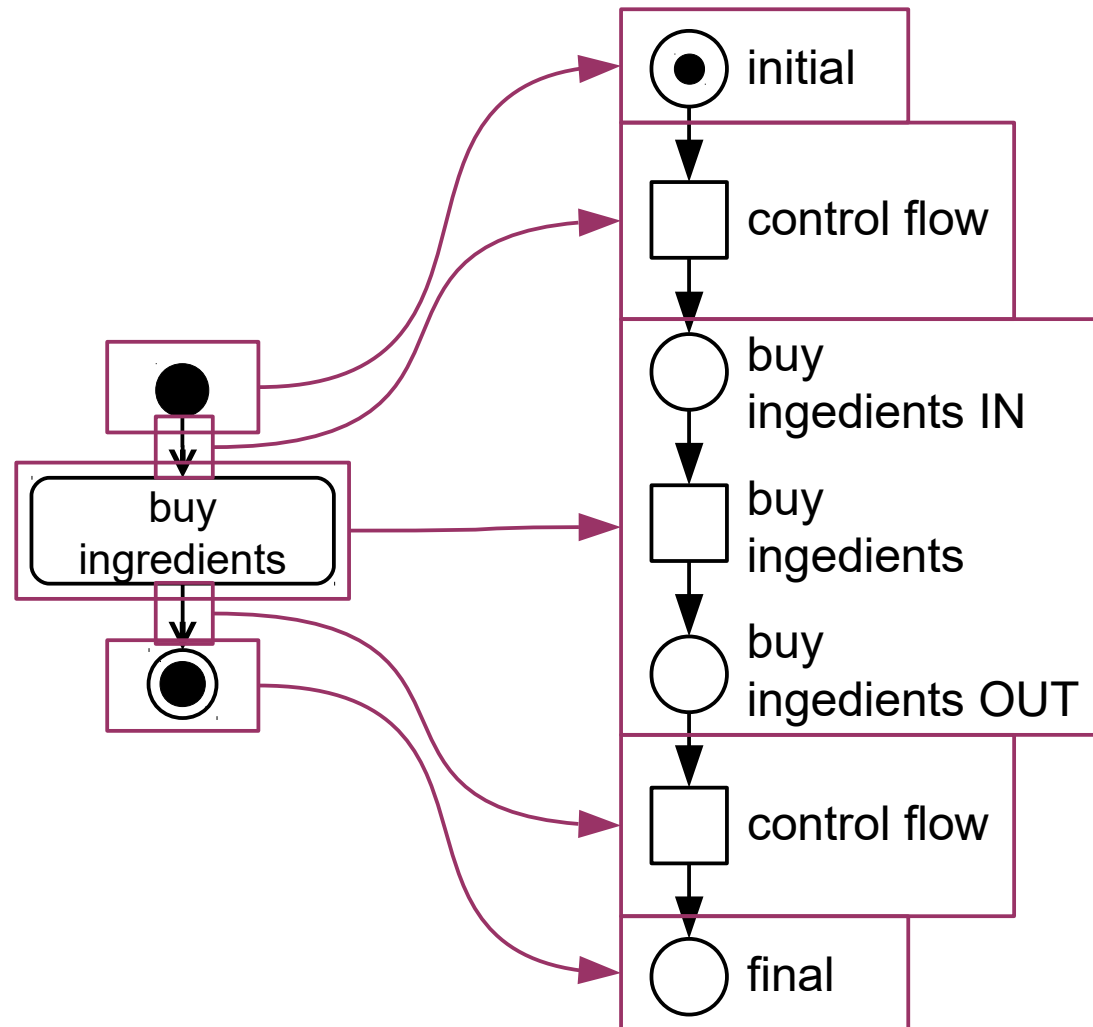 initial
control flow
buy
ingedients IN
buy
ingredients
buy
ingedients
buy
ingedients OUT
control flow
final